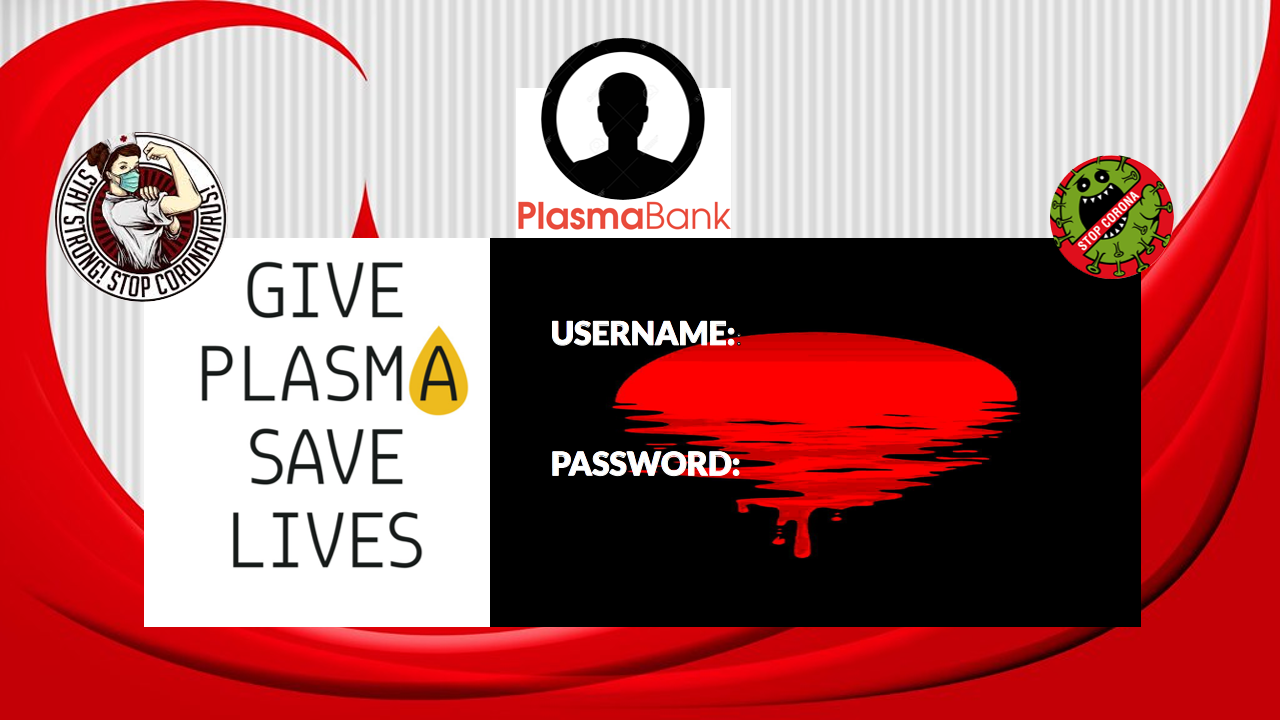 PlasmaBank
STAY STRONG! STOP CORONAVIRUS!
STOP CORONA
GIVE
PLASMA
SAVE
LIVES
USERNAME:
PASSWORD: